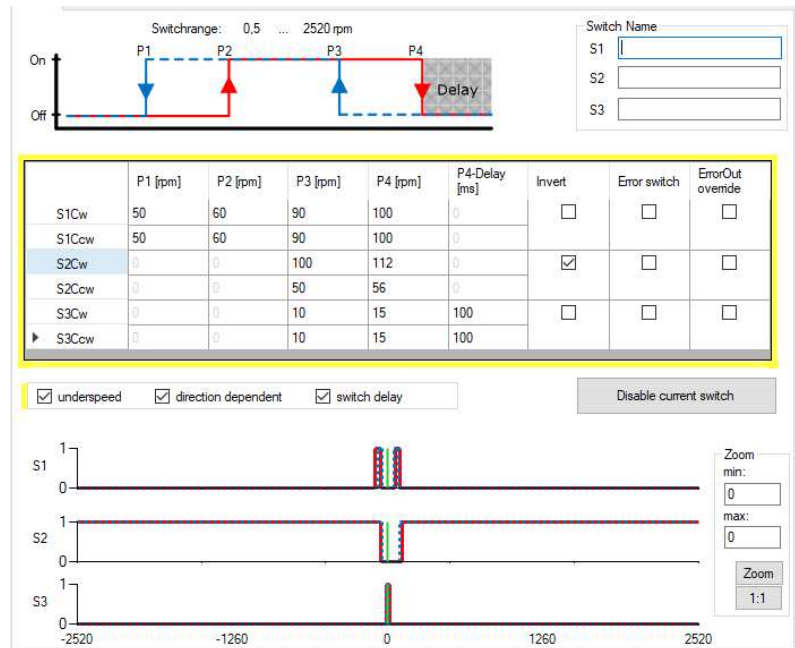 Switchrange: 0,5 ... 2520 rpm
P1 P2 P3 P4
On
Off
Delay
Switch Name
S1
S2
S3
P1 [rpm] P2 [rpm] P3 [rpm] P4 [rpm] P4-Delay [ms] Invert Error switch ErrorOut override
S1Cw 50 60 90 100 0
S1Ccw 50 60 90 100 0
S2Cw 0 0 100 112 0
S2Ccw 0 0 50 56 0
S3Cw 0 0 10 15 100
S3Ccw 0 0 10 15 100
underspeed direction dependent switch delay
Disable current switch
S1 1 0
S2 1 0
S3 1 0
-2520 -1260 0 1260 2520
Zoom
min:
0
max:
0
Zoom
1:1